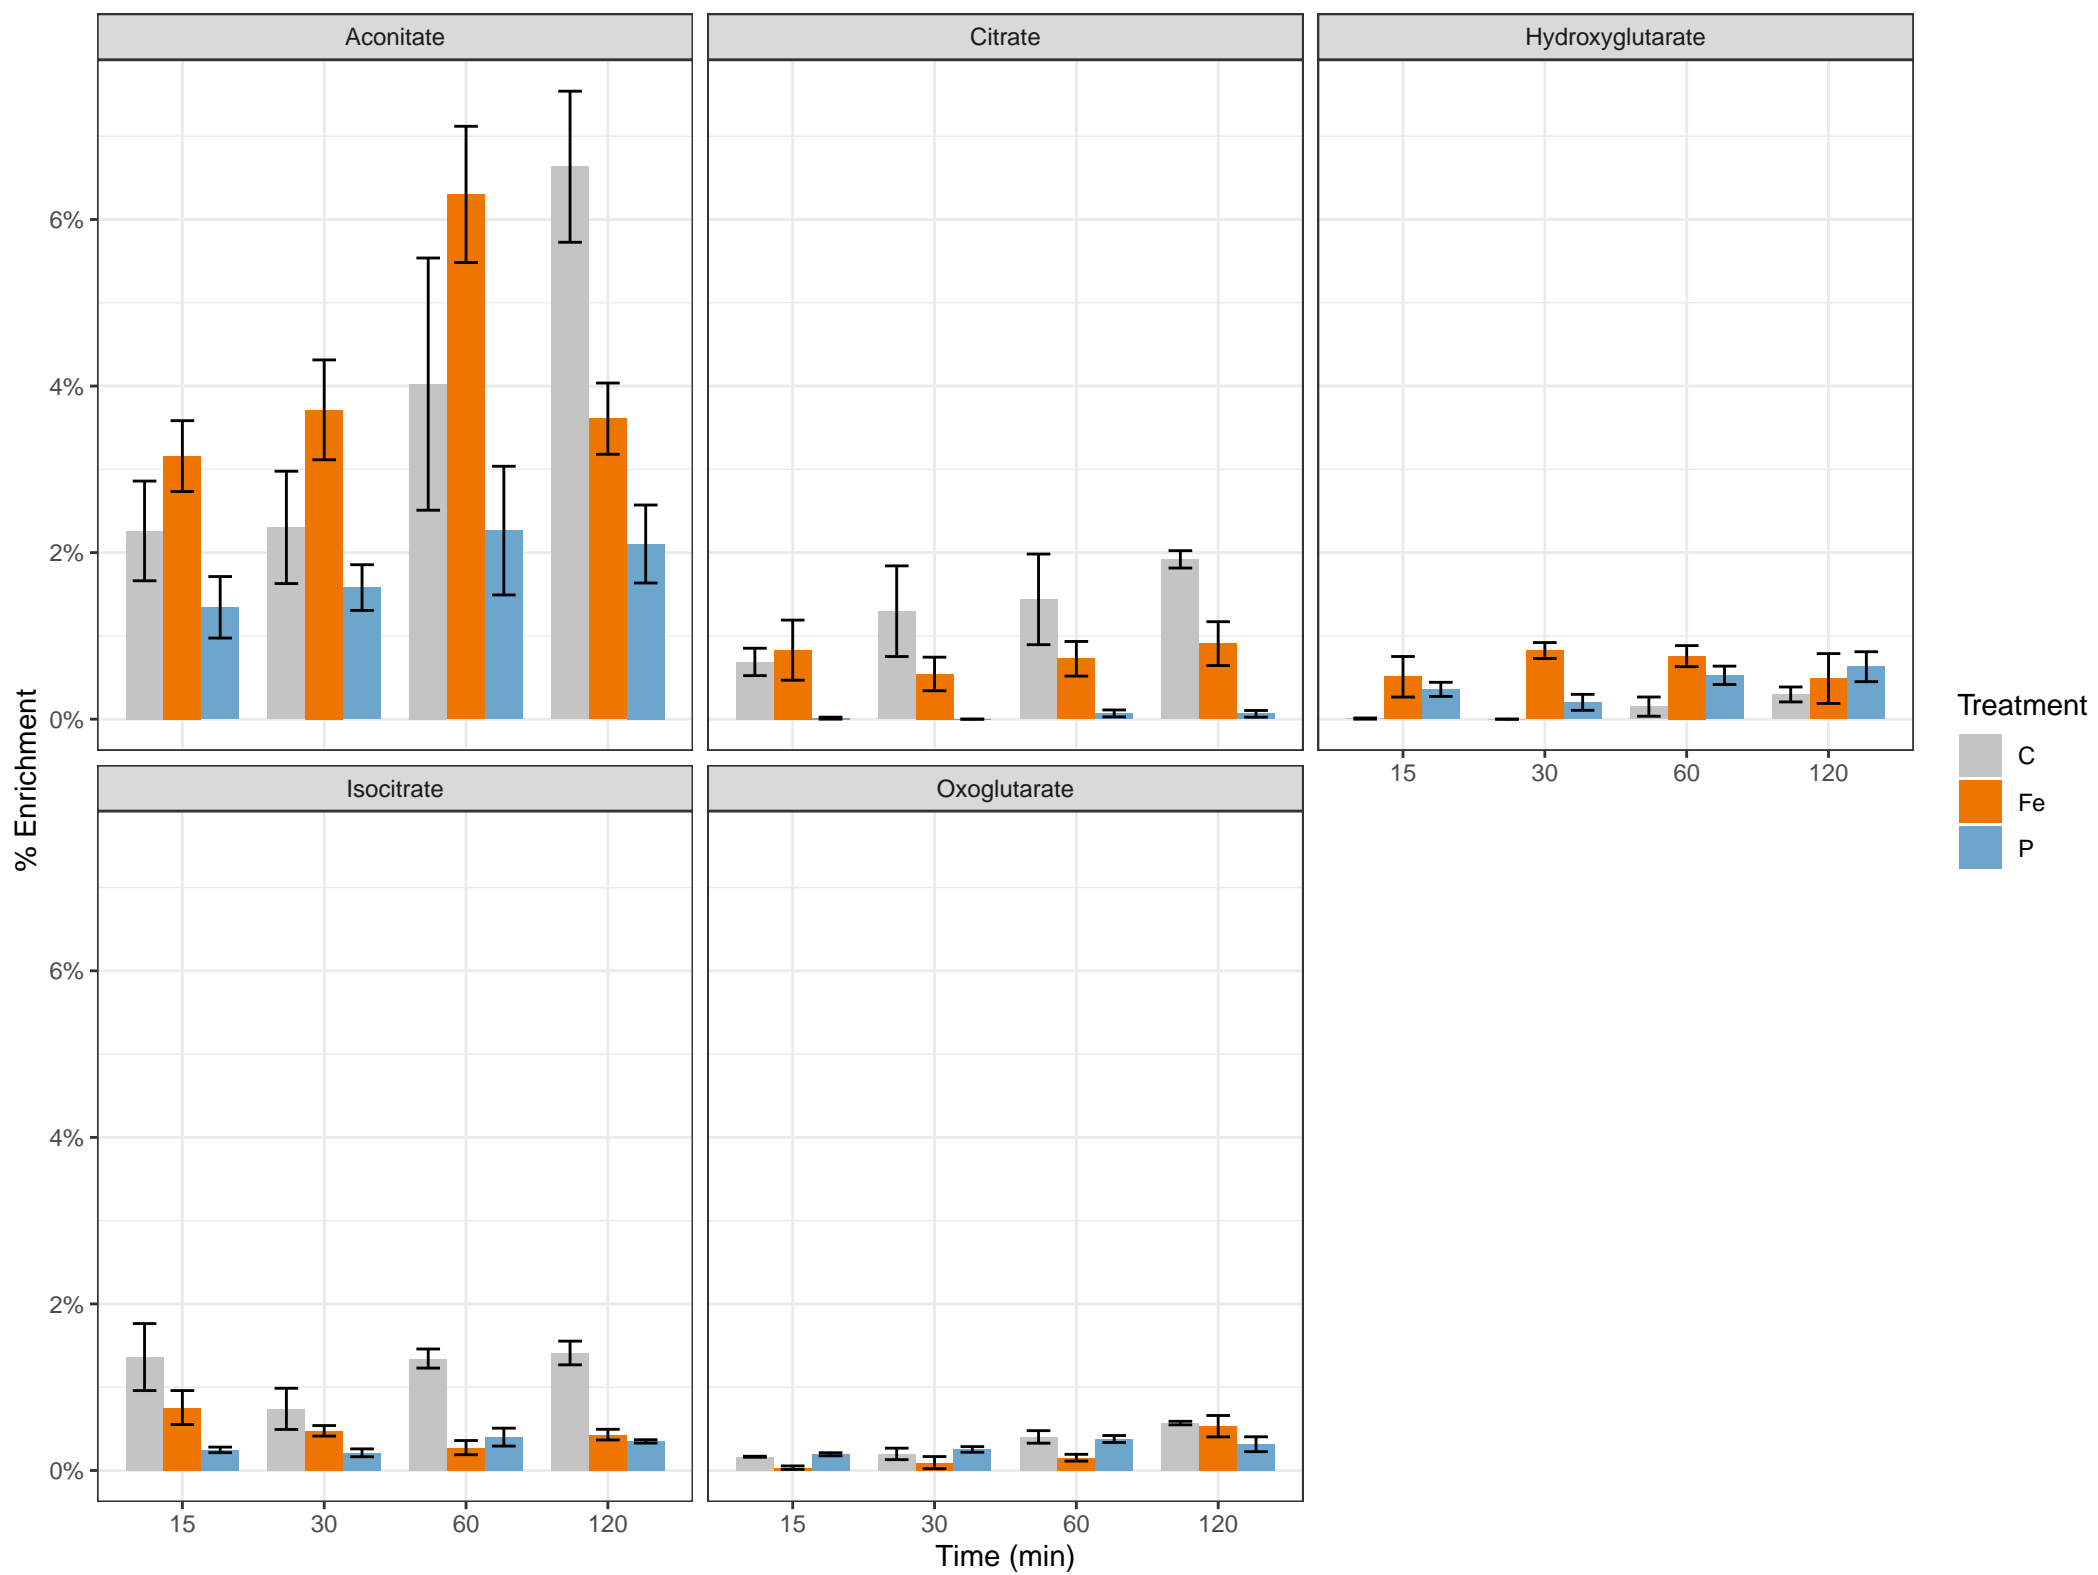 Aconitate
Citrate
Hydroxyglutarate
6%
4%
2%
0%
15
30
60
120
Isocitrate
Oxoglutarate
6%
4%
2%
0%
15
30
60
120
15
30
60
120
Time (min)
% Enrichment
Treatment
C
Fe
P